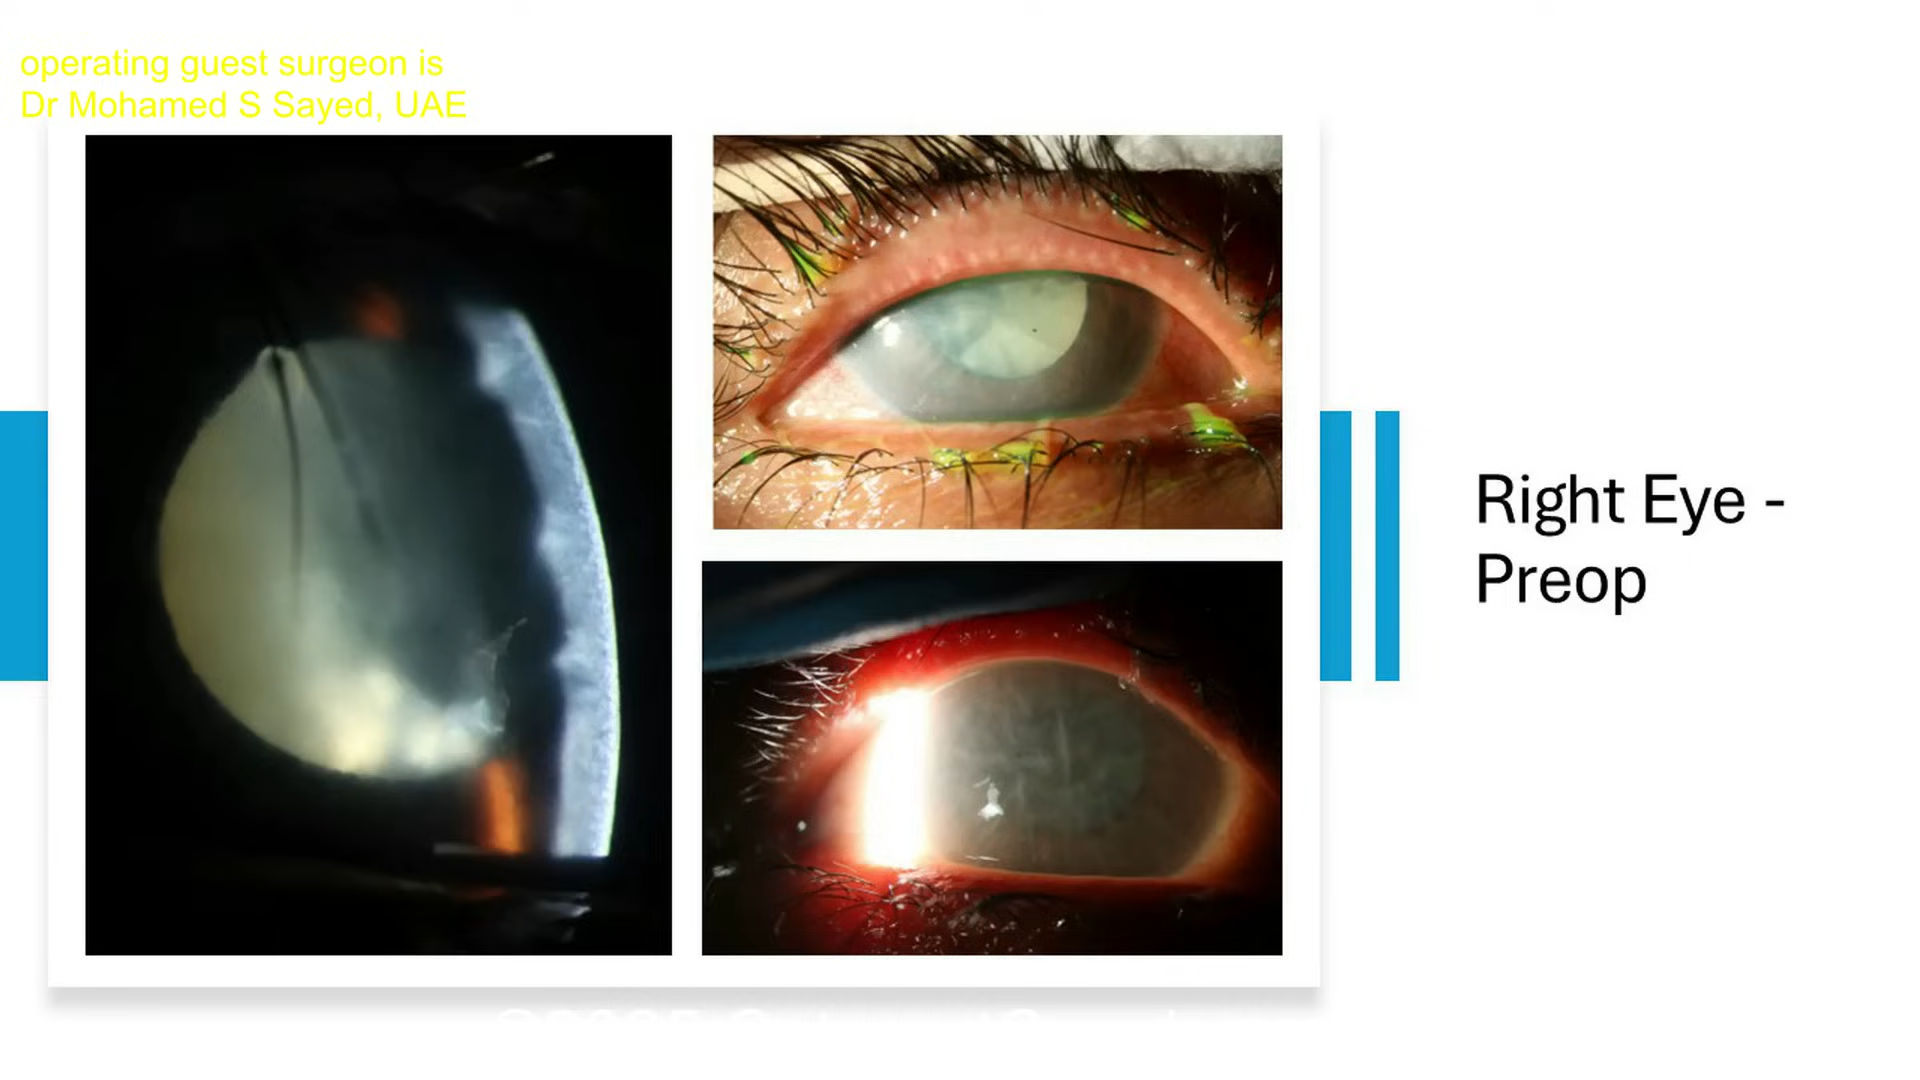 operating guest surgeon is
Dr Mohamed S Sayed, UAE
Right Eye -
Preop